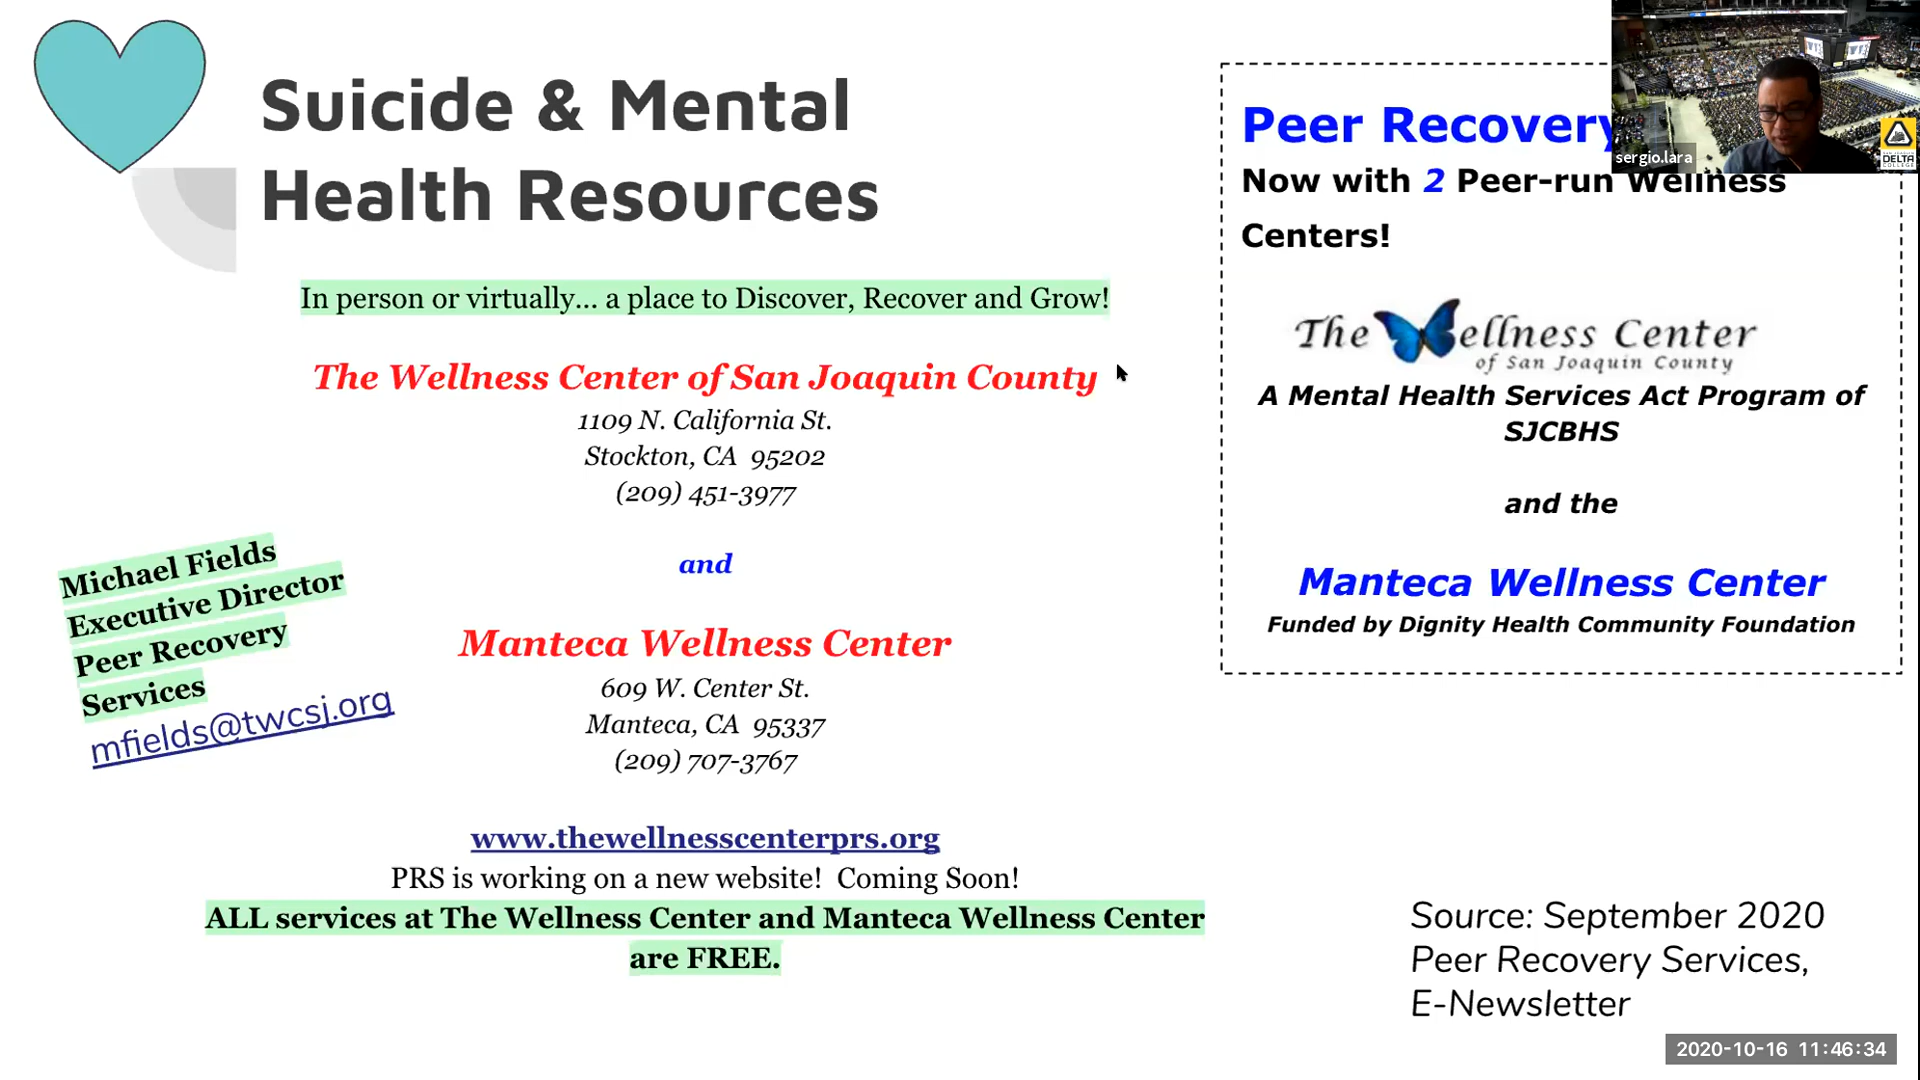 Suicide & Mental
Health Resources
In person or virtually... a place to Discover, Recover and Grow!
The Wellness Center of San Joaquin County
1109 N. California St.
Stockton, CA 95202
(209) 451-3977
and
Manteca Wellness Center
609 W. Center St.
Manteca, CA 95337
(209) 707-3767
www.thewellnesscenterprs.org
PRS is working on a new website! Coming Soon!
ALL services at The Wellness Center and Manteca Wellness Center
are FREE.
Michael Fields
Executive Director
Peer Recovery
Services
mfields@twcsj.org
Peer Recovery
Now with 2 Peer-run Wellness
Centers!
The Wellness Center
of San Joaquin County
A Mental Health Services Act Program of
SJCBHS
and the
Manteca Wellness Center
Funded by Dignity Health Community Foundation
Source: September 2020
Peer Recovery Services,
E-Newsletter
sergio.lara
DELTA
COLLEGE
2020-10-16 11:46:34